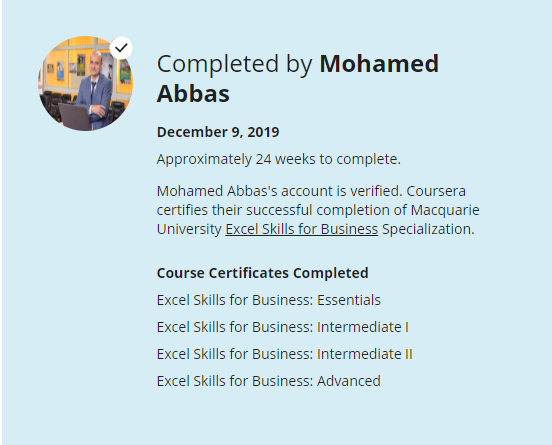 Completed by Mohamed
Abbas
December 9, 2019
Approximately 24 weeks to complete.
Mohamed Abbas's account is verified. Coursera
certifies their successful completion of Macquarie
University Excel Skills for Business Specialization.
Course Certificates Completed
Excel Skills for Business: Essentials
Excel Skills for Business: Intermediate I
Excel Skills for Business: Intermediate II
Excel Skills for Business: Advanced